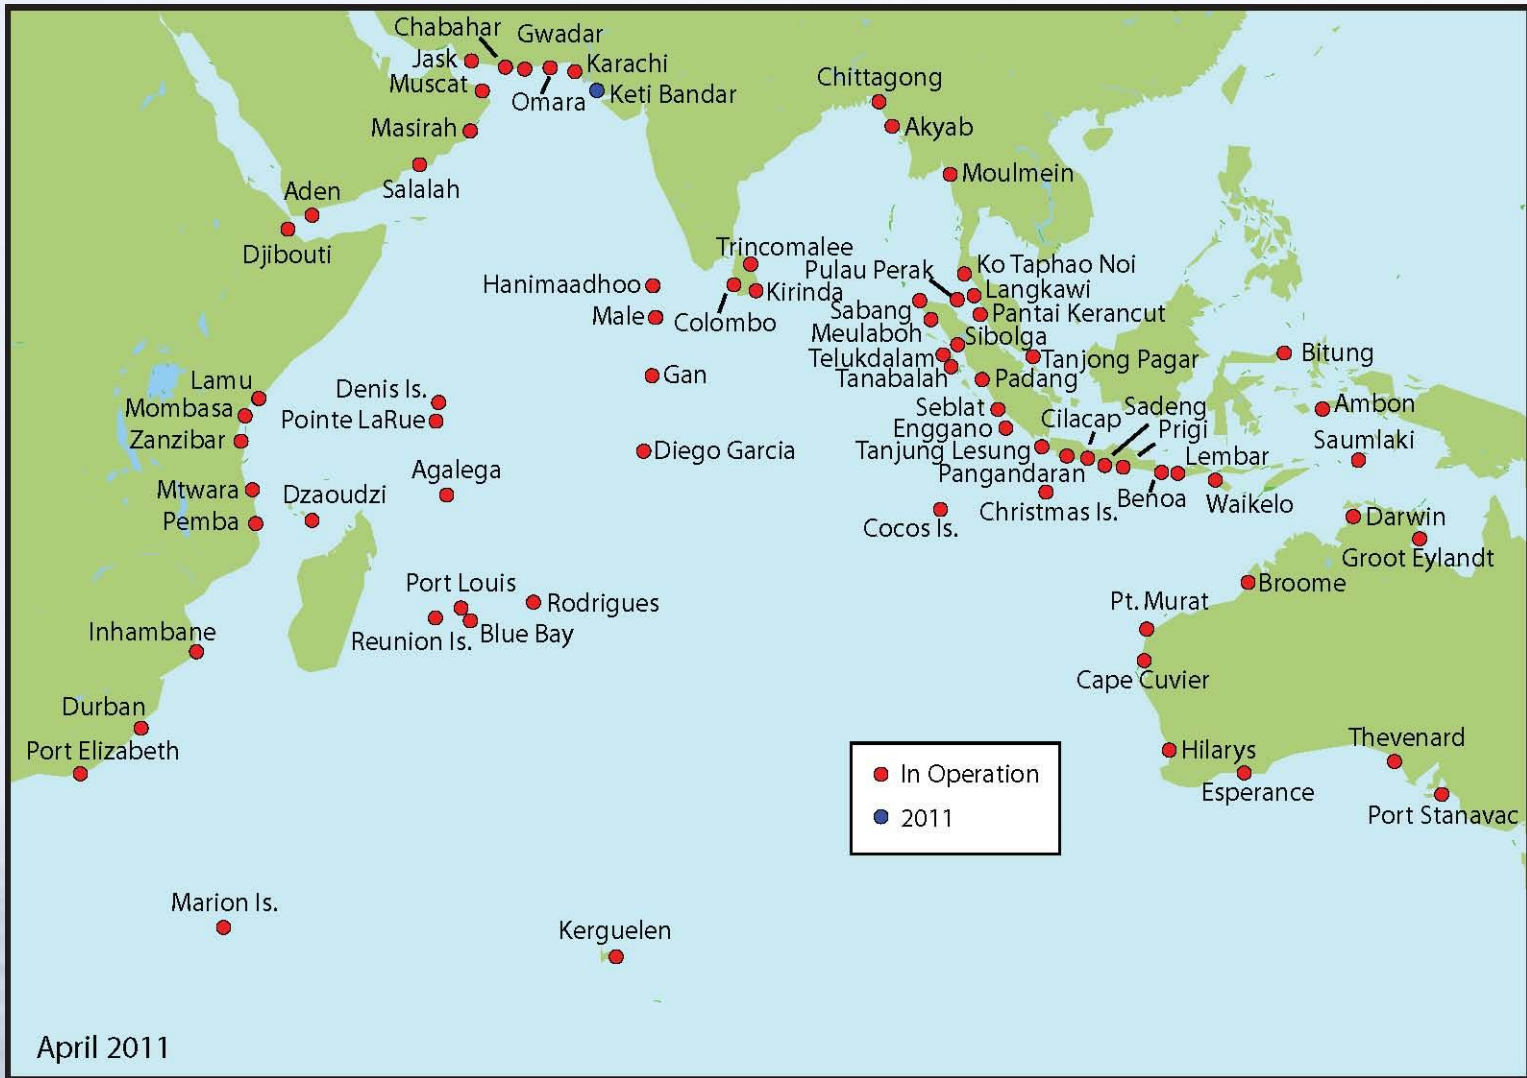 Chabahar
Gwadar
Jask
Karachi
Muscat
Omara
Keti Bandar
Chittagong
Masirah
Akyab
Salalah
Moulmein
Aden
Djibouti
Trincomalee
Pulau Perak
Ko Taphao Noi
Hanimaadhoo
Kirinda
Langkawi
Male
Colombo
Sabang
Pantai Kerancut
Meulaboh
Sibolga
Telukdalam
Tanjong Pagar
Bitung
Tanabalah
Padang
Gan
Lamu
Denis Is.
Mombasa
Pointe LaRue
Seblat
Cilacap
Sadeng
Ambon
Zanzibar
Enggano
Prigi
Saumlaki
Diego Garcia
Tanjung Lesung
Lembar
Agalega
Pangandaran
Mtwara
Dzaoudzi
Benoa
Waikelo
Pemba
Christmas Is.
Cocos Is.
Darwin
Groot Eylandt
Port Louis
Broome
Rodrigues
Pt. Murat
Inhambane
Reunion Is.
Blue Bay
Cape Cuvier
Durban
Port Elizabeth
Hilarys
Thevenard
Esperance
Port Stanavac
In Operation
2011
Marion Is.
Kerguelen
April 2011